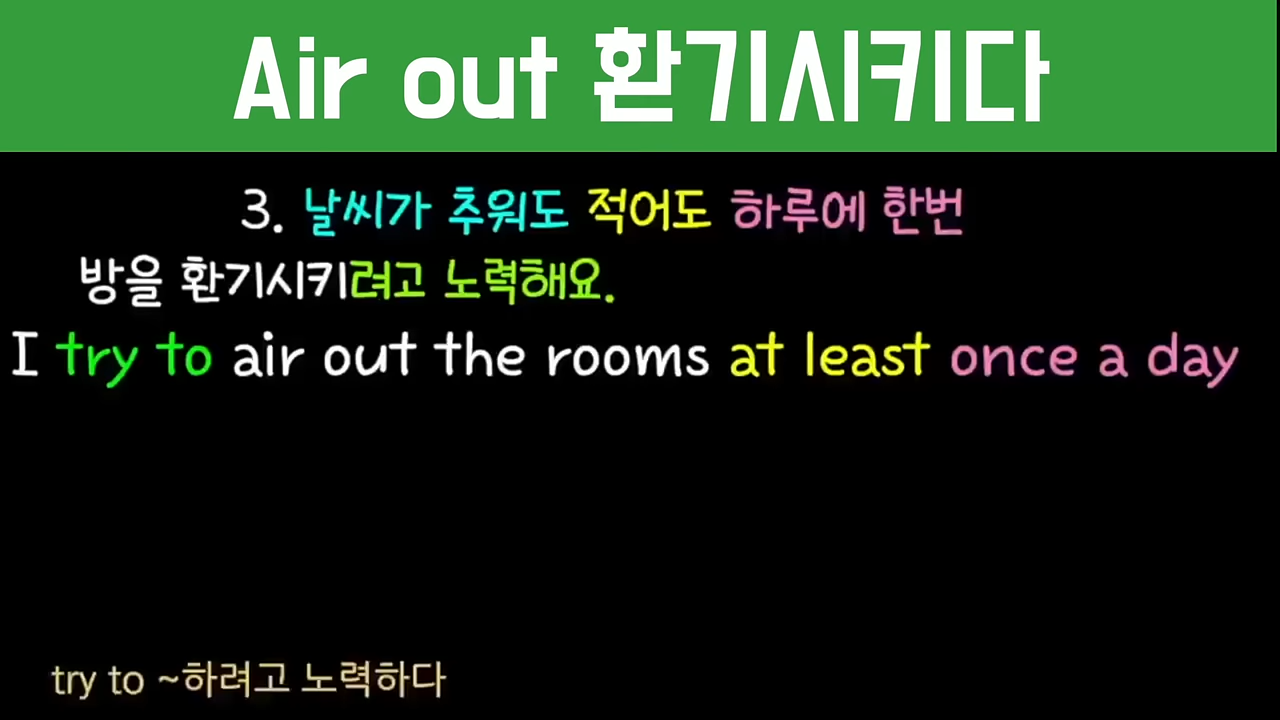 Air out 환기시키다
3. 날씨가 추워도 적어도 하루에 한번
방을 환기시키려고 노력해요.
I try to air out the rooms at least once a day
try to ~하려고 노력하다